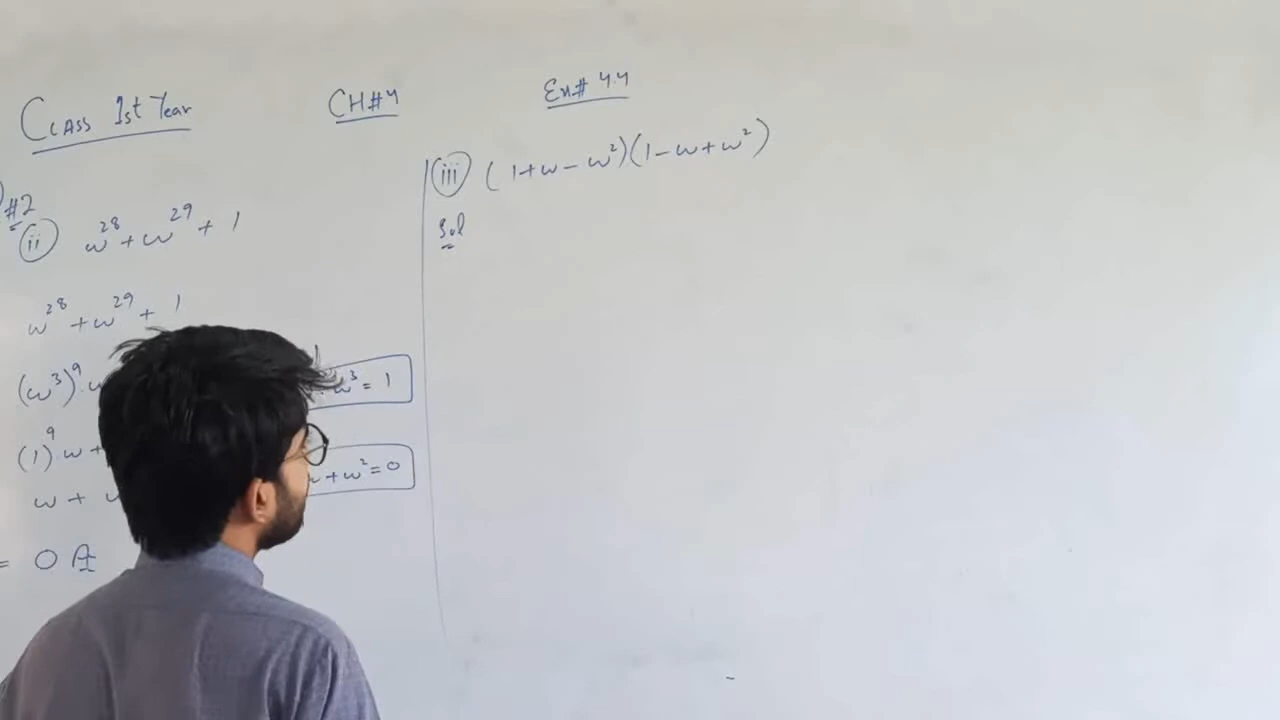 Class 1st Year
CH#4
Ex# 4.4
#2
(ii) ω²⁸ + ω²⁹ + 1
ω²⁸ + ω²⁹ + 1
(ω³)⁹
(1)⁹.ω +
ω +
= 0
ω³ = 1
+ ω² = 0
(iii) (1+ω-ω²)(1-ω+ω²)
Sol